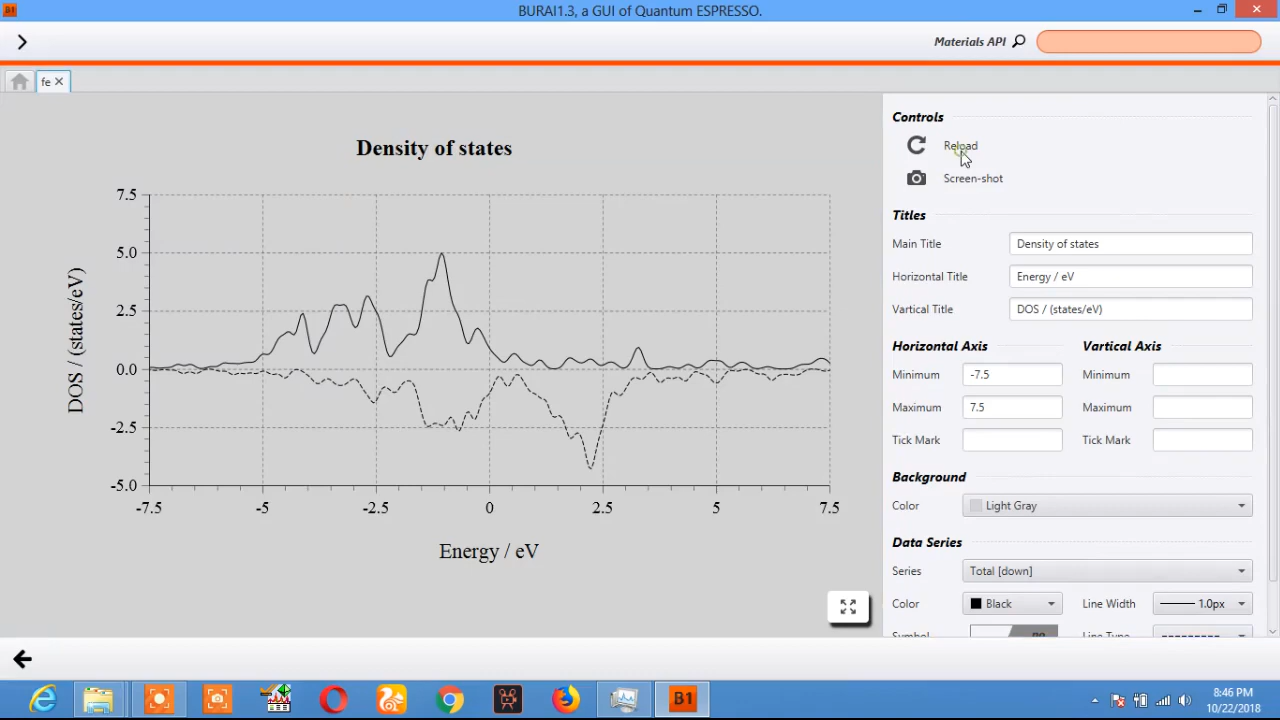 BURAI1.3, a GUI of Quantum ESPRESSO.
Materials API
fe
Density of states
7.5
5.0
2.5
0.0
-2.5
-5.0
DOS / (states/eV)
-7.5 -5 -2.5 0 2.5 5 7.5
Energy / eV
Controls
Reload
Screen-shot
Titles
Main Title Density of states
Horizontal Title Energy / eV
Vartical Title DOS / (states/eV)
Horizontal Axis Vartical Axis
Minimum -7.5 Minimum
Maximum 7.5 Maximum
Tick Mark Tick Mark
Background
Color Light Gray
Data Series
Series Total [down]
Color Black Line Width 1.0px
Symbol Line Type
B1
8:46 PM
10/22/2018